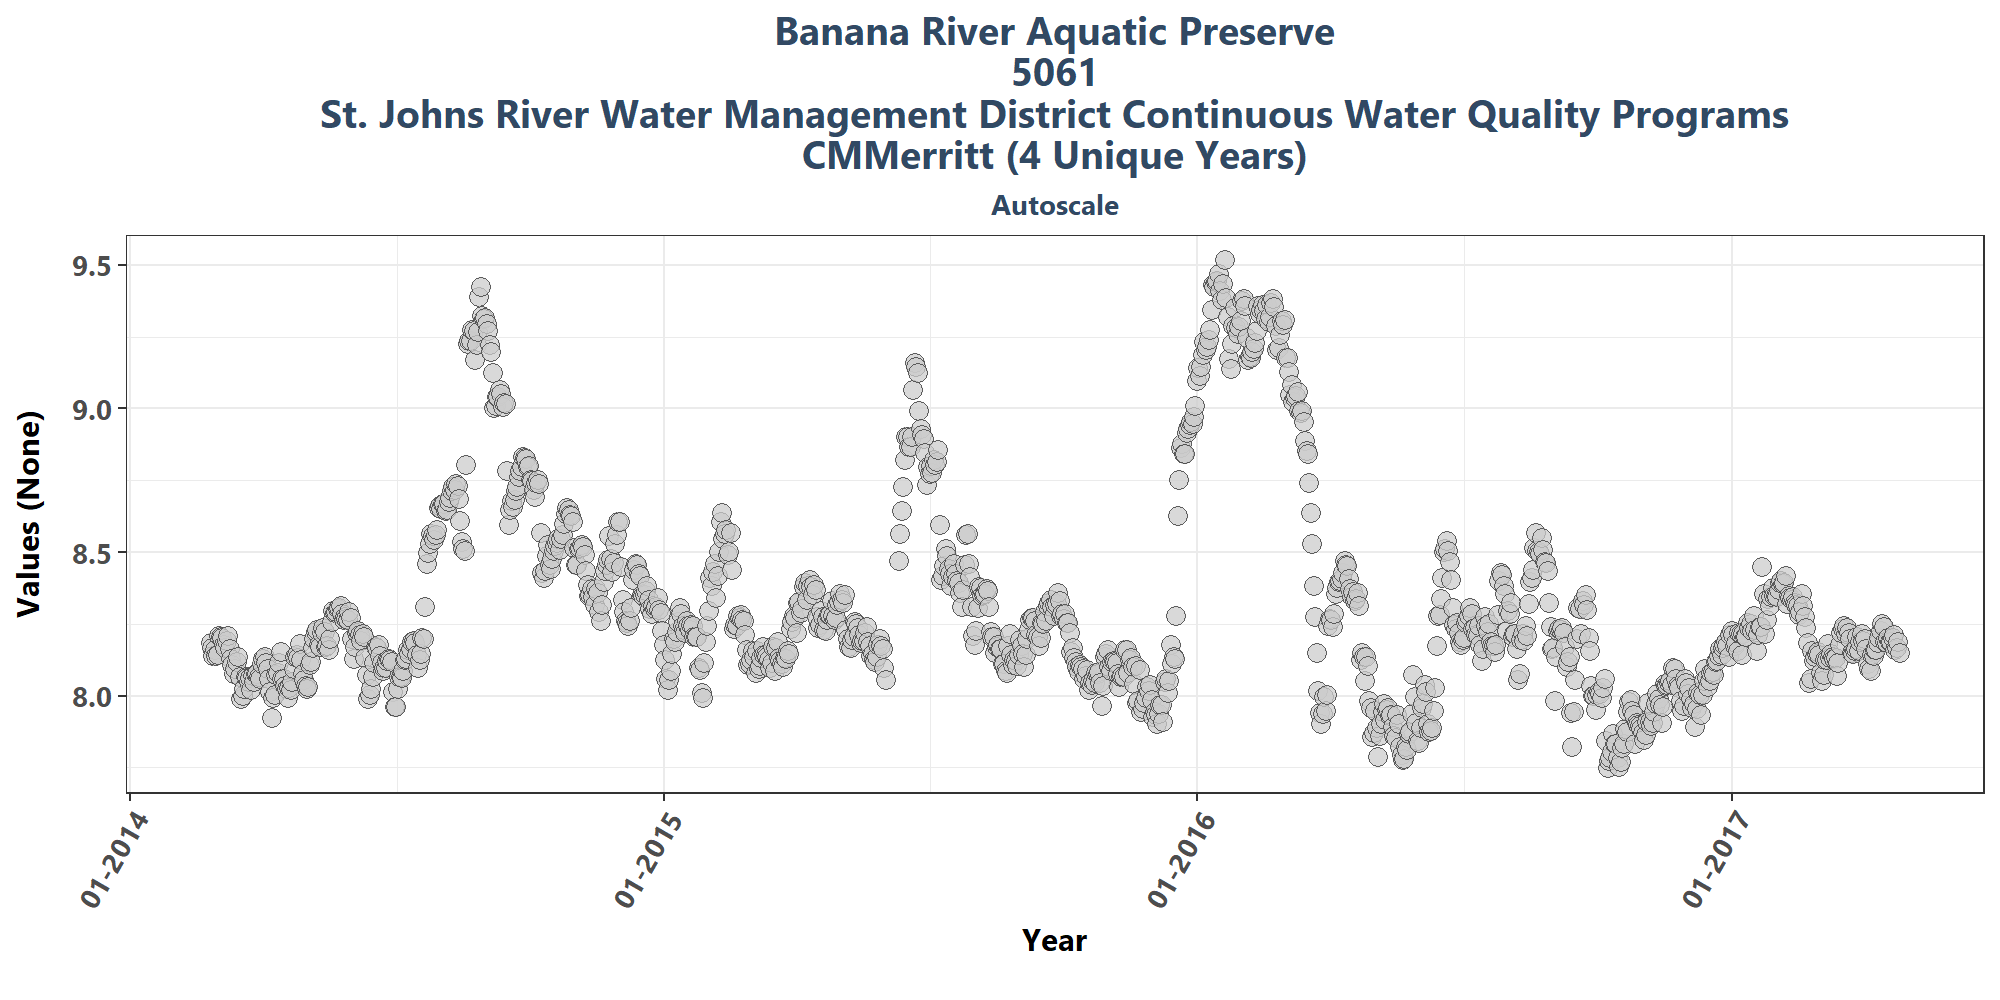 Banana River Aquatic Preserve
5061
St. Johns River Water Management District Continuous Water Quality Programs
CMMerritt (4 Unique Years)
Autoscale
Values (None)
9.5
9.0
8.5
8.0
01-2014
01-2015
01-2016
01-2017
Year